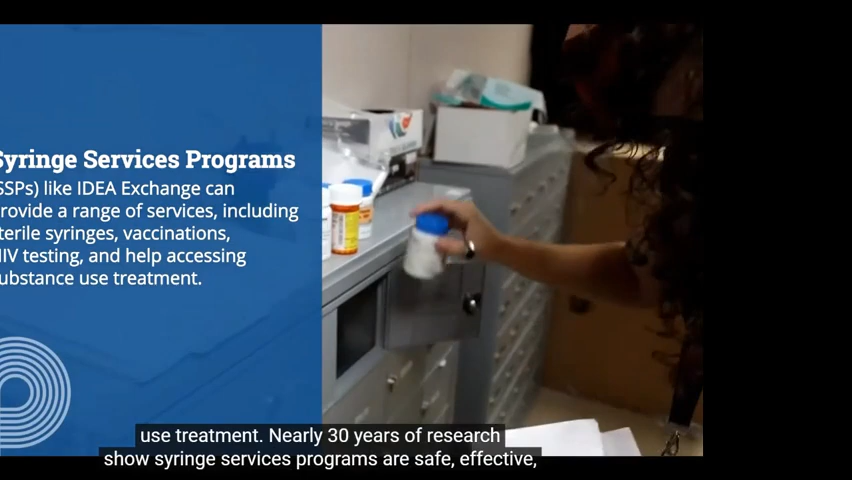 Syringe Services Programs
SSPs) like IDEA Exchange can
rovide a range of services, including
terile syringes, vaccinations,
IV testing, and help accessing
ubstance use treatment.
use treatment. Nearly 30 years of research
show syringe services programs are safe, effective,